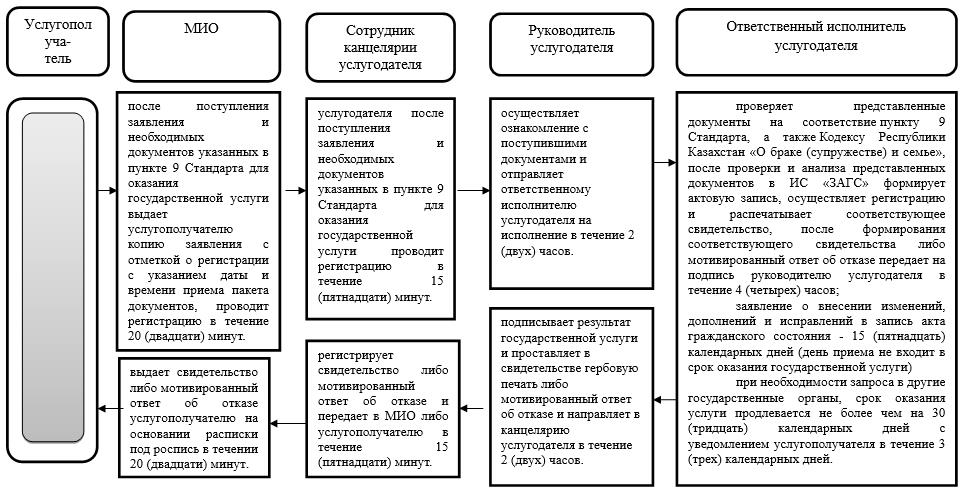 Услугопол
уча-
тель
МИО
Сотрудник
канцелярии
услугодателя
Руководитель
услугодателя
Ответственный исполнитель
услугодателя
после поступления
заявления и
необходимых
документов указанных в
пункте 9 Стандарта для
оказания
государственной услуги
выдает
услугополучателю
копию заявления с
отметкой о регистрации
с указанием даты и
времени приема пакета
документов, проводит
регистрацию в течение
20 (двадцати) минут.
услугодателя после
поступления
заявления и
необходимых
документов
указанных в пункте 9
Стандарта для
оказания
государственной
услуги проводит
регистрацию в
течение 15
(пятнадцати) минут.
осуществляет
ознакомление с
поступившими
документами и
отправляет
ответственному
исполнителю
услугодателя на
исполнение в течение 2
(двух) часов.
проверяет представленные
документы на соответствие пункту 9
Стандарта, а также Кодексу Республики
Казахстан «О браке (супружестве) и семье»,
после проверки и анализа представленных
документов в ИС «ЗАГС» формирует
актовую запись, осуществляет регистрацию
и распечатывает соответствующее
свидетельство, после формирования
соответствующего свидетельства либо
мотивированный ответ об отказе передает на
подпись руководителю услугодателя в
течение 4 (четырех) часов;
заявление о внесении изменений,
дополнений и исправлений в запись акта
гражданского состояния - 15 (пятнадцать)
календарных дней (день приема не входит в
срок оказания государственной услуги)
при необходимости запроса в другие
государственные органы, срок оказания
услуги продлевается не более чем на 30
(тридцать) календарных дней с
уведомлением услугополучателя в течение 3
(трех) календарных дней.
подписывает результат
государственной услуги
и проставляет в
свидетельстве гербовую
печать либо
мотивированный ответ
об отказе и направляет в
канцелярию
услугодателя в течение
2 (двух) часов.
регистрирует
свидетельство либо
мотивированный
ответ об отказе и
передает в МИО либо
услугополучателю в
течение 15
(пятнадцати) минут.
выдает свидетельство
либо мотивированный
ответ об отказе
услугополучателю на
основании расписки
под роспись в течении
20 (двадцати) минут.